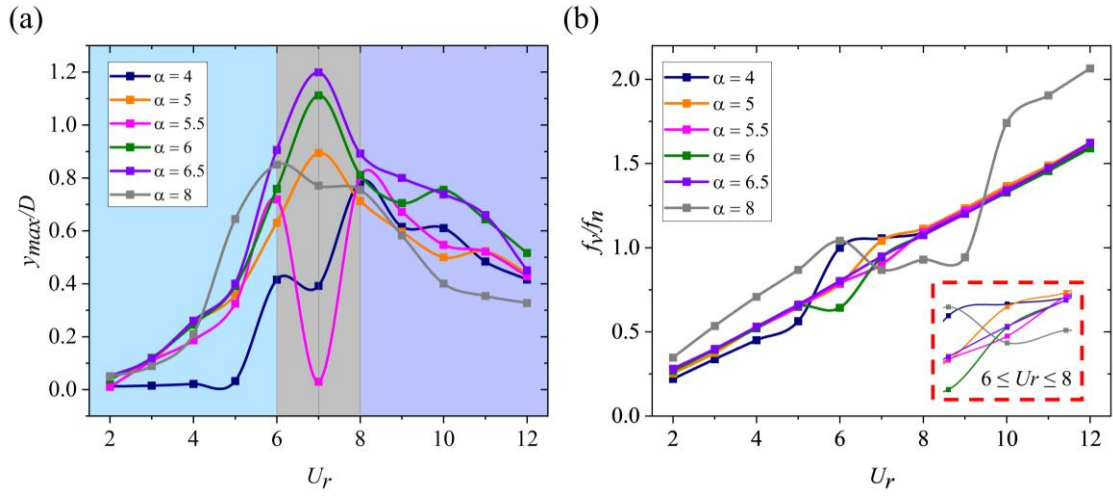 (a)
(b)
1.2
1.0
0.8
0.6
0.4
0.2
0.0
y_max/D
α = 4
α = 5
α = 5.5
α = 6
α = 6.5
α = 8
2 4 6 8 10 12
U_r
2.0
1.5
1.0
0.5
0.0
f_v/f_n
α = 4
α = 5
α = 5.5
α = 6
α = 6.5
α = 8
6 ≤ Ur ≤ 8
2 4 6 8 10 12
U_r